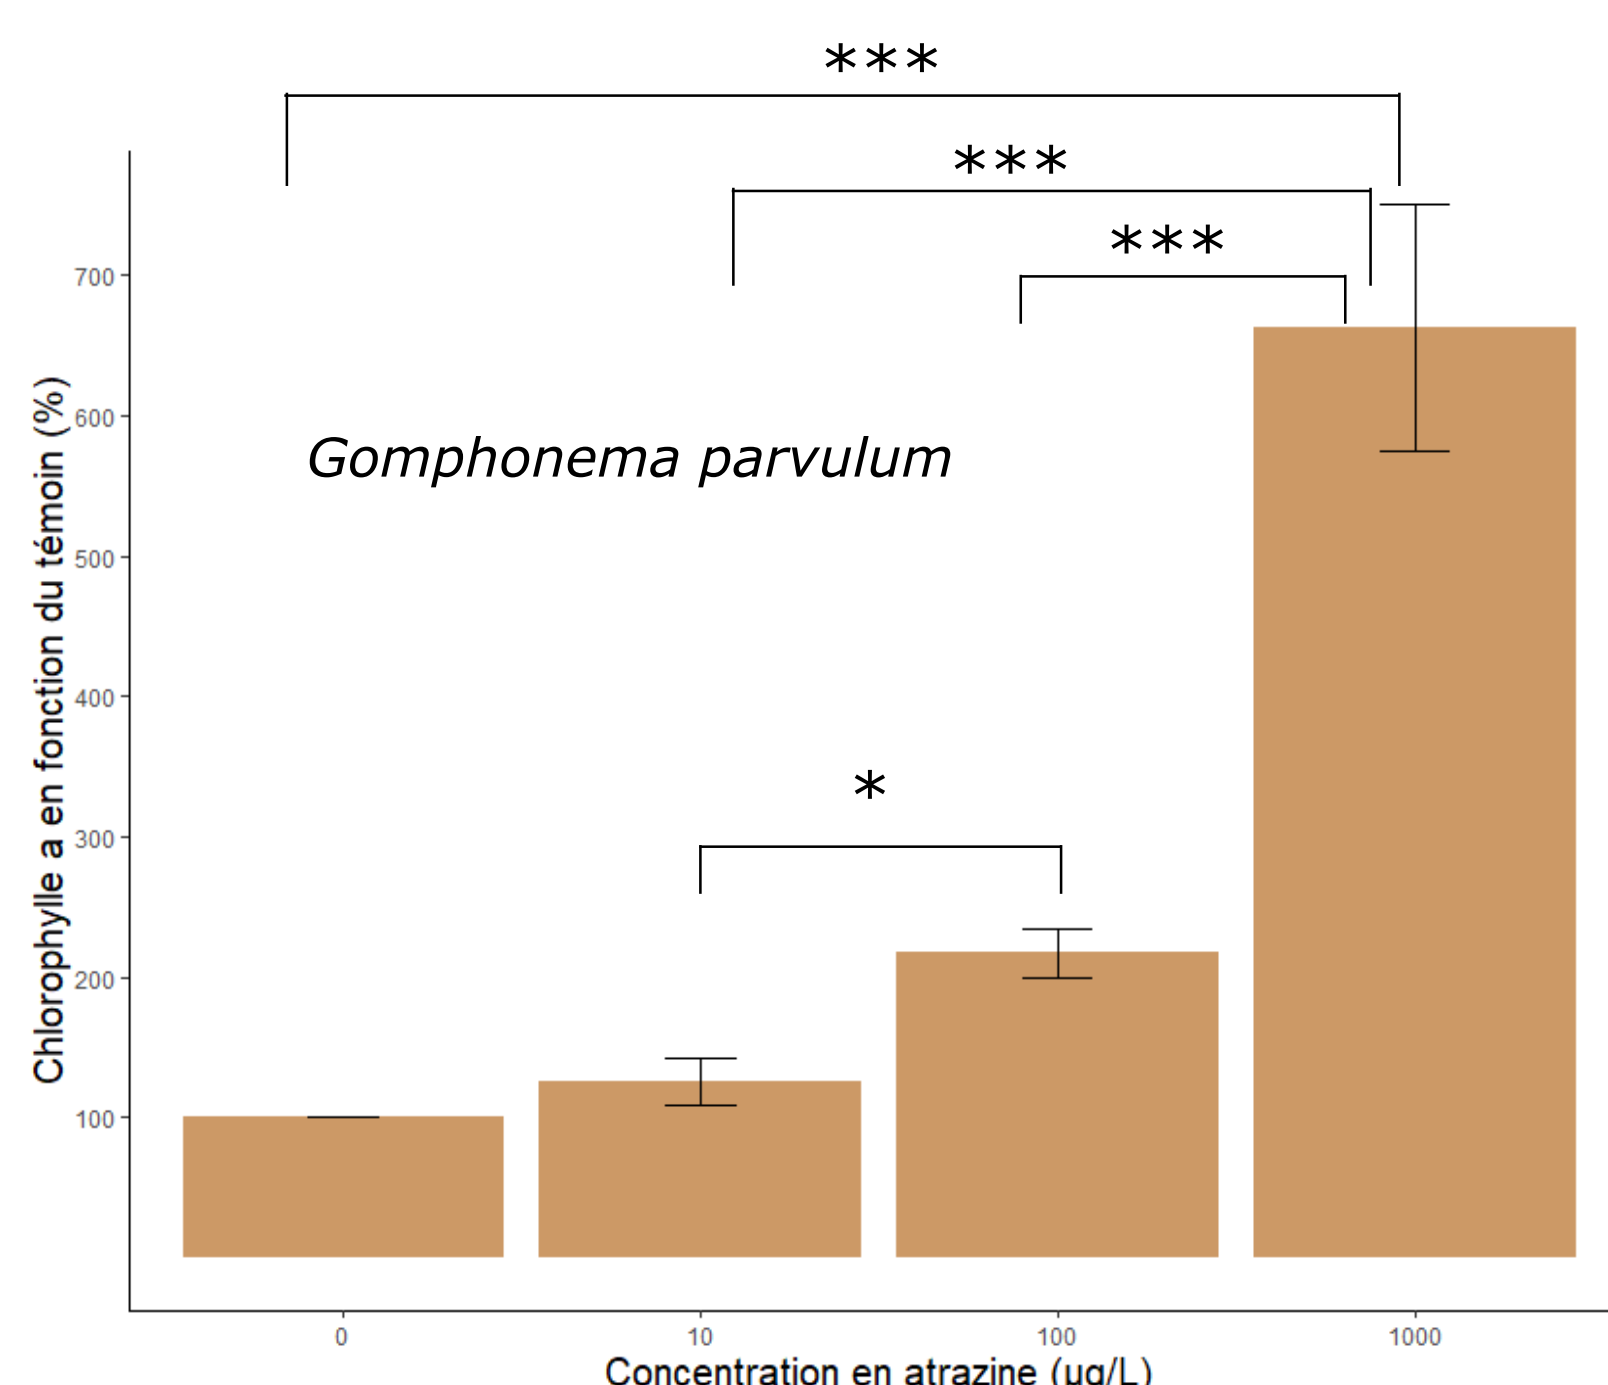 ***
***
***
700
600
Gomphonema parvulum
500
400
*
300
200
100
Chlorophylle a en fonction du témoin (%)
0 10 100 1000
Concentration en atrazine (µg/L)